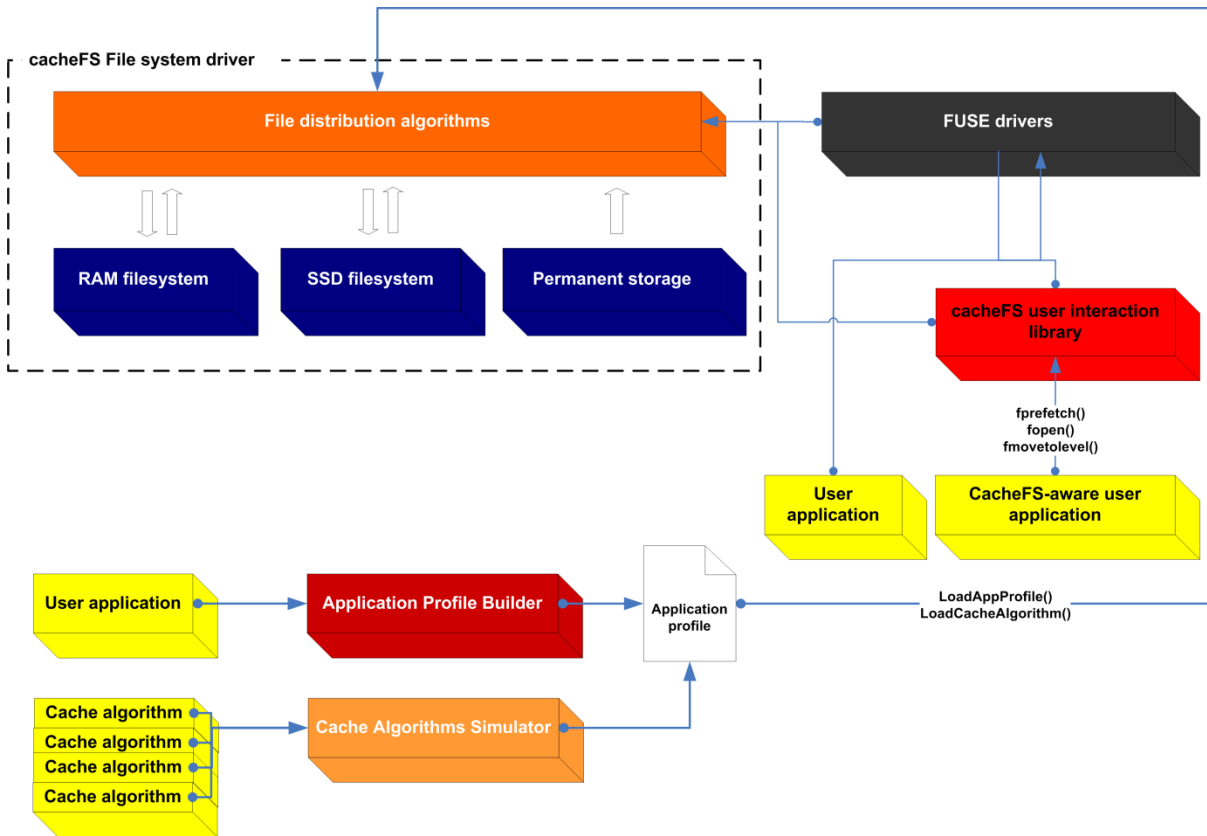 cacheFS File system driver
File distribution algorithms
FUSE drivers
RAM filesystem
SSD filesystem
Permanent storage
cacheFS user interaction
library
fprefetch()
fopen()
fmovetolevel()
User
application
CacheFS-aware user
application
User application
Application Profile Builder
Application
profile
LoadAppProfile()
LoadCacheAlgorithm()
Cache algorithm
Cache algorithm
Cache algorithm
Cache algorithm
Cache Algorithms Simulator